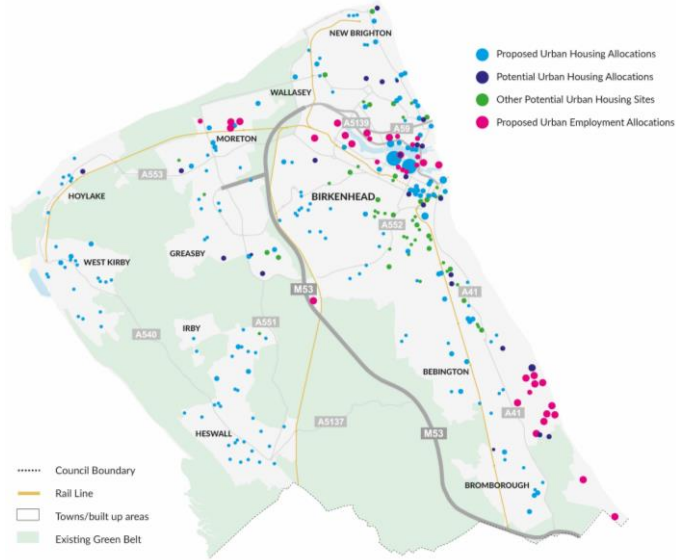 NEW BRIGHTON
Proposed Urban Housing Allocations
Potential Urban Housing Allocations
Other Potential Urban Housing Sites
Proposed Urban Employment Allocations
WALLASEY
A5139
A59
MORETON
A553
HOYLAKE
BIRKENHEAD
A552
WEST KIRBY
GREASBY
M53
A41
IRBY
A551
A540
BEBINGTON
A41
A5137
HESWALL
M53
BROMBOROUGH
Council Boundary
Rail Line
Towns/built up areas
Existing Green Belt